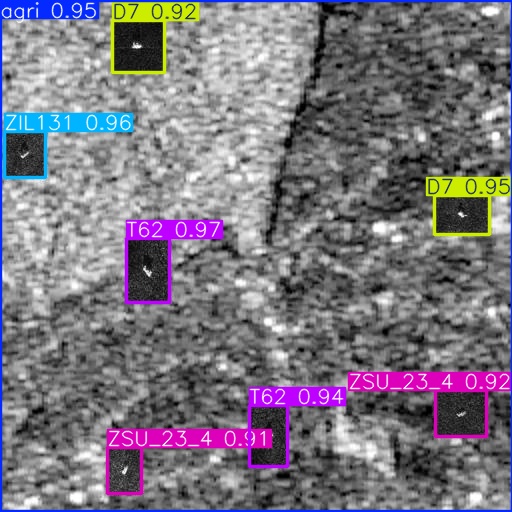 agri 0.95
D7 0.92
ZIL131 0.96
D7 0.95
T62 0.97
ZSU_23_4 0.92
T62 0.94
ZSU_23_4 0.91